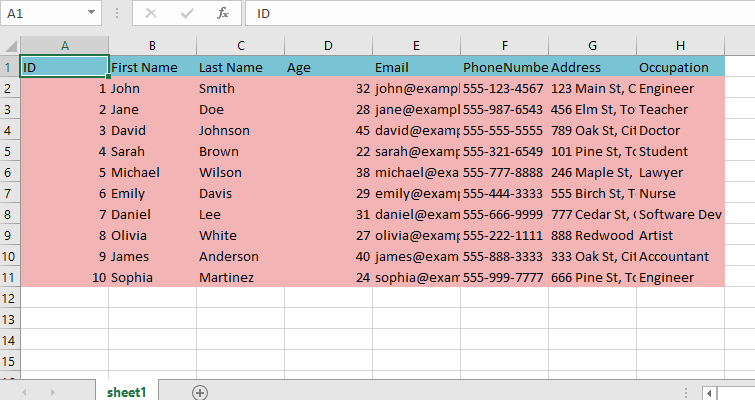 A1 fx ID
A B C D E F G H
1 ID First Name Last Name Age Email PhoneNumbe Address Occupation
2 1 John Smith 32 john@exampl 555-123-4567 123 Main St, C Engineer
3 2 Jane Doe 28 jane@exampl 555-987-6543 456 Elm St, To Teacher
4 3 David Johnson 45 david@exam 555-555-5555 789 Oak St, Cit Doctor
5 4 Sarah Brown 22 sarah@exam 555-321-6549 101 Pine St, To Student
6 5 Michael Wilson 38 michael@exa 555-777-8888 246 Maple St, Lawyer
7 6 Emily Davis 29 emily@exam 555-444-3333 555 Birch St, T Nurse
8 7 Daniel Lee 31 daniel@exam 555-666-9999 777 Cedar St, Software Dev
9 8 Olivia White 27 olivia@exam 555-222-1111 888 Redwood Artist
10 9 James Anderson 40 james@exam 555-888-3333 333 Oak St, Cit Accountant
11 10 Sophia Martinez 24 sophia@exam 555-999-7777 666 Pine St, To Engineer
12
13
14
15
sheet1